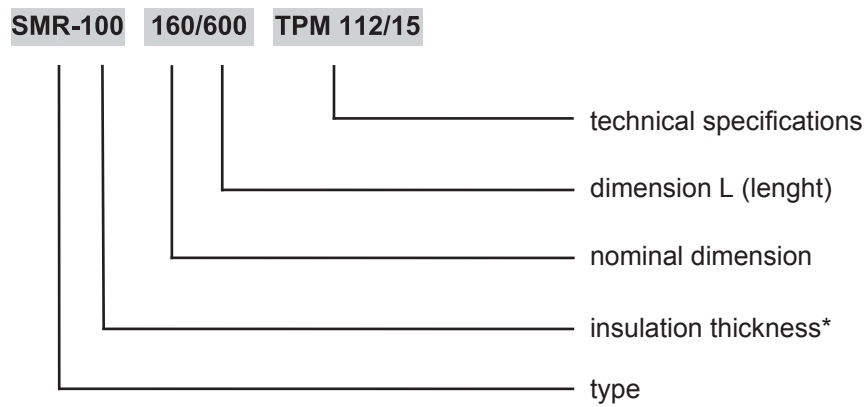 SMR-100 160/600 TPM 112/15
technical specifications
dimension L (lenght)
nominal dimension
insulation thickness*
type